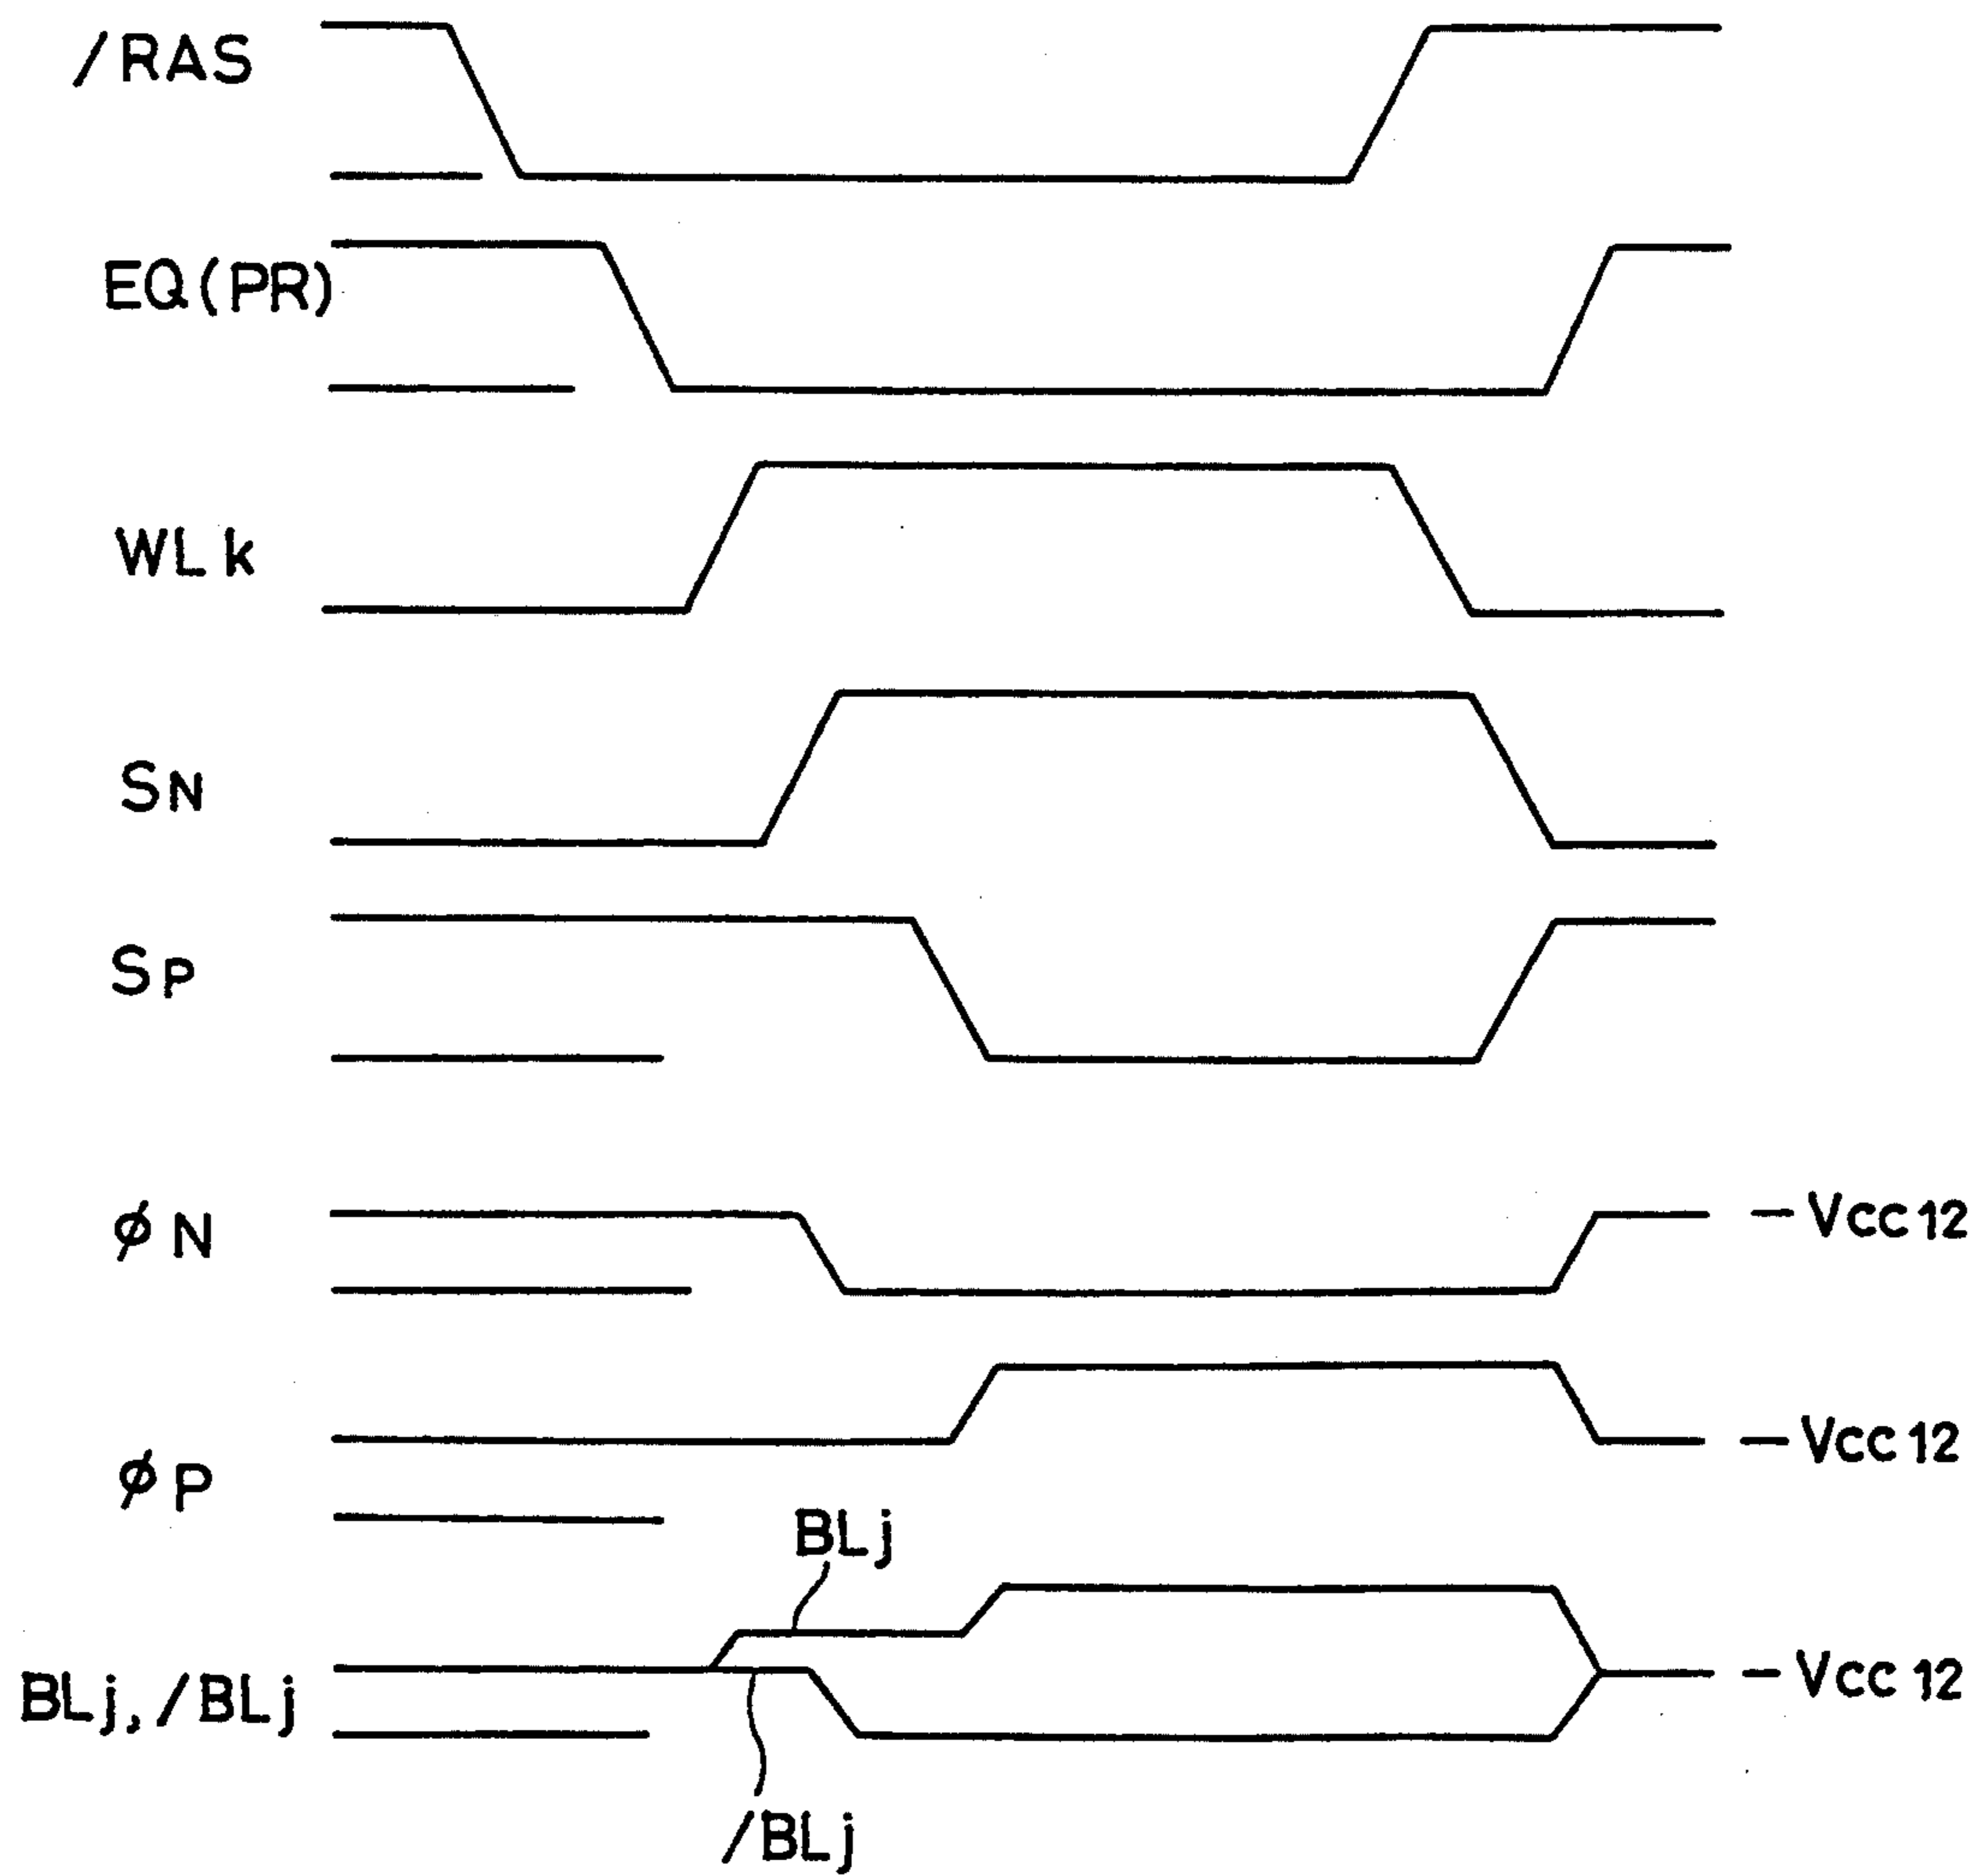 /RAS
EQ(PR)
WLk
SN
SP
φN
-Vcc12
φP
-Vcc12
BLj
BLj,/BLj
-Vcc12
/BLj